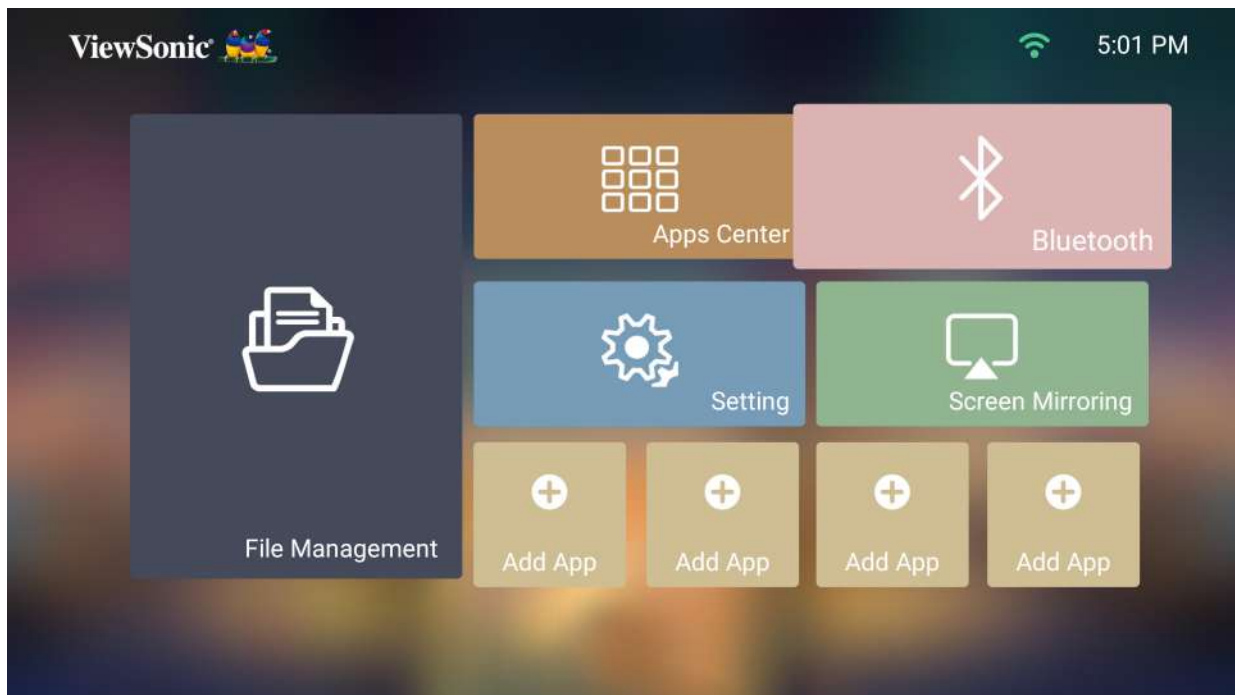 ViewSonic
5:01 PM
Apps Center
Bluetooth
Setting
Screen Mirroring
File Management
Add App
Add App
Add App
Add App